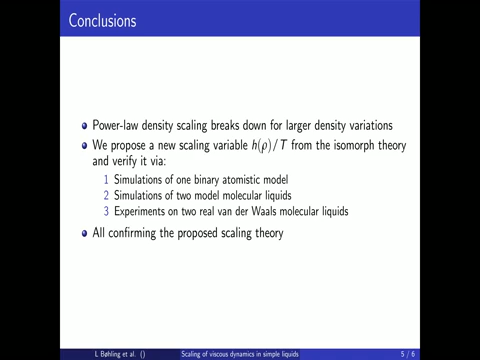 Conclusions
Power-law density scaling breaks down for larger density variations
We propose a new scaling variable h(ρ)/T from the isomorph theory
and verify it via:
1 Simulations of one binary atomistic model
2 Simulations of two model molecular liquids
3 Experiments on two real van der Waals molecular liquids
All confirming the proposed scaling theory
L Bøhling et al. () Scaling of viscous dynamics in simple liquids 5 / 6